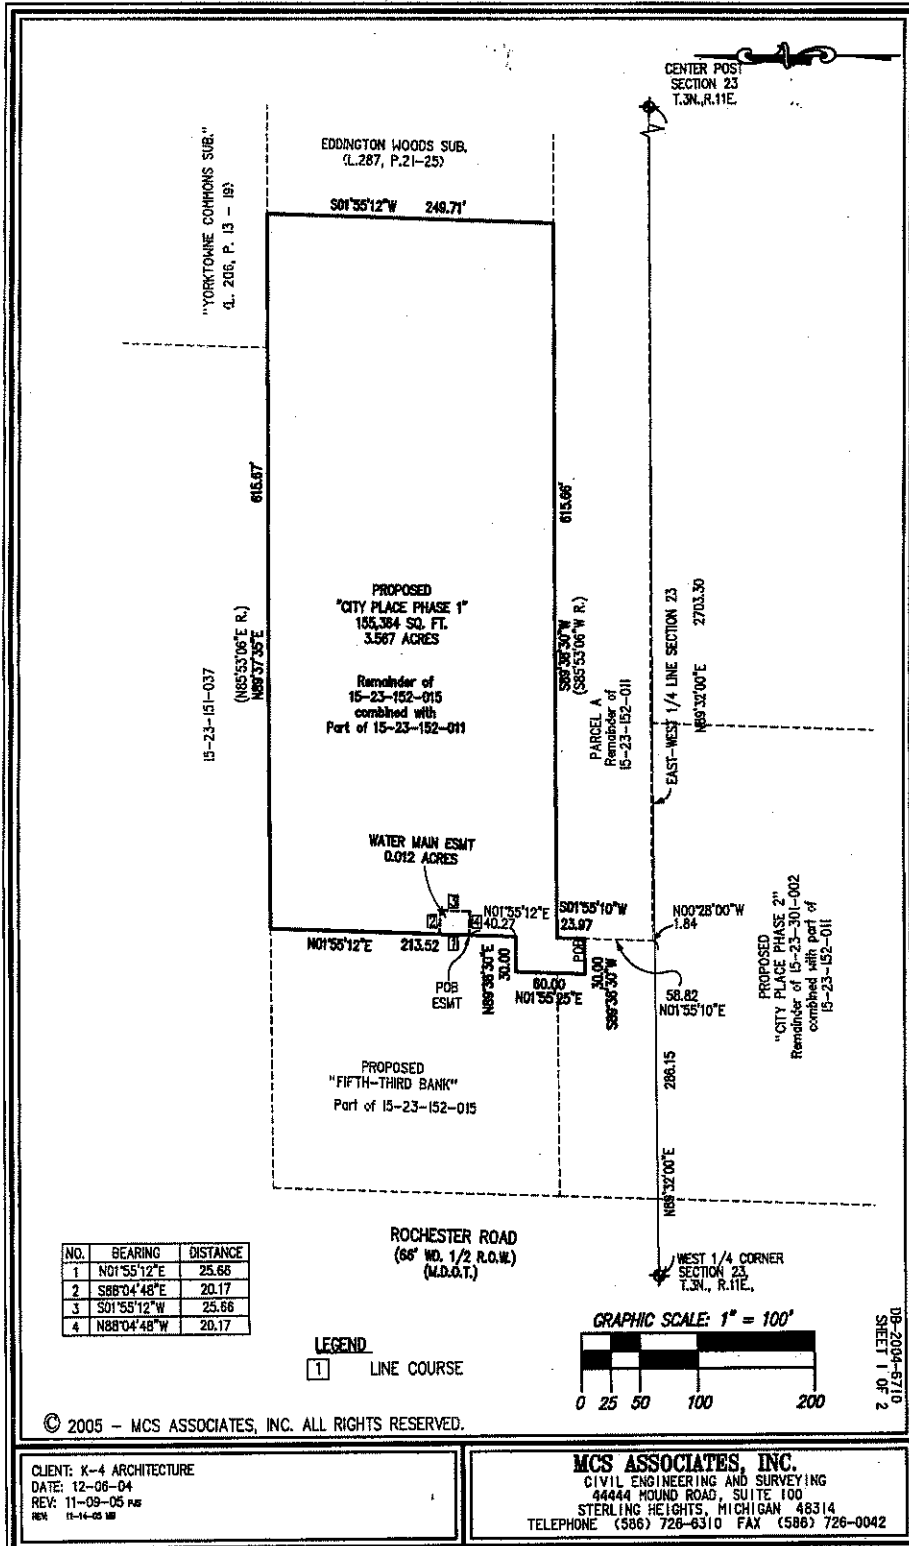 CENTER POST
SECTION 23
T.3N.,R.11E.
"YORKTOWNE COMMONS SUB."
(L. 206, P. 13 - 19)
EDDINGTON WOODS SUB.
(L.287, P.21-25)
S01°55'12"W 249.71'
615.67'
(N85°53'06"E R.)
N89°37'35"E
15-23-151-037
PROPOSED
"CITY PLACE PHASE 1"
155,384 SQ. FT.
3.567 ACRES
Remainder of
15-23-152-015
combined with
Part of 15-23-152-011
615.66'
S89°38'30"W
(S85°53'06"W R.)
PARCEL A
Remainder of
15-23-152-011
EAST-WEST 1/4 LINE SECTION 23
N89°32'00"E 2703.30
WATER MAIN ESMT
0.012 ACRES
3
2
4
1
N01°55'12"E
40.27
S01°55'10"W
23.97
N00°28'00"W
1.84
N01°55'12"E 213.52
POB
ESMT
N89°38'30"E
30.00
60.00
N01°55'25"E
POB
30.00
S89°38'30"W
58.82
N01°55'10"E
PROPOSED
"CITY PLACE PHASE 2"
Remainder of 15-23-301-002
combined with part of
15-23-152-011
286.15
N89°32'00"E
PROPOSED
"FIFTH-THIRD BANK"
Part of 15-23-152-015
ROCHESTER ROAD
(66' WD. 1/2 R.O.W.)
(M.D.O.T.)
WEST 1/4 CORNER
SECTION 23,
T.3N., R.11E.,
NO. BEARING DISTANCE
1 N01°55'12"E 25.66
2 S88°04'48"E 20.17
3 S01°55'12"W 25.66
4 N88°04'48"W 20.17
LEGEND
1 LINE COURSE
GRAPHIC SCALE: 1" = 100'
0 25 50 100 200
DB-2004-6710
SHEET 1 OF 2
© 2005 - MCS ASSOCIATES, INC. ALL RIGHTS RESERVED.
CLIENT: K-4 ARCHITECTURE
DATE: 12-06-04
REV: 11-09-05
REV: 11-14-05
MCS ASSOCIATES, INC.
CIVIL ENGINEERING AND SURVEYING
44444 MOUND ROAD, SUITE 100
STERLING HEIGHTS, MICHIGAN 48314
TELEPHONE (586) 726-6310 FAX (586) 726-0042